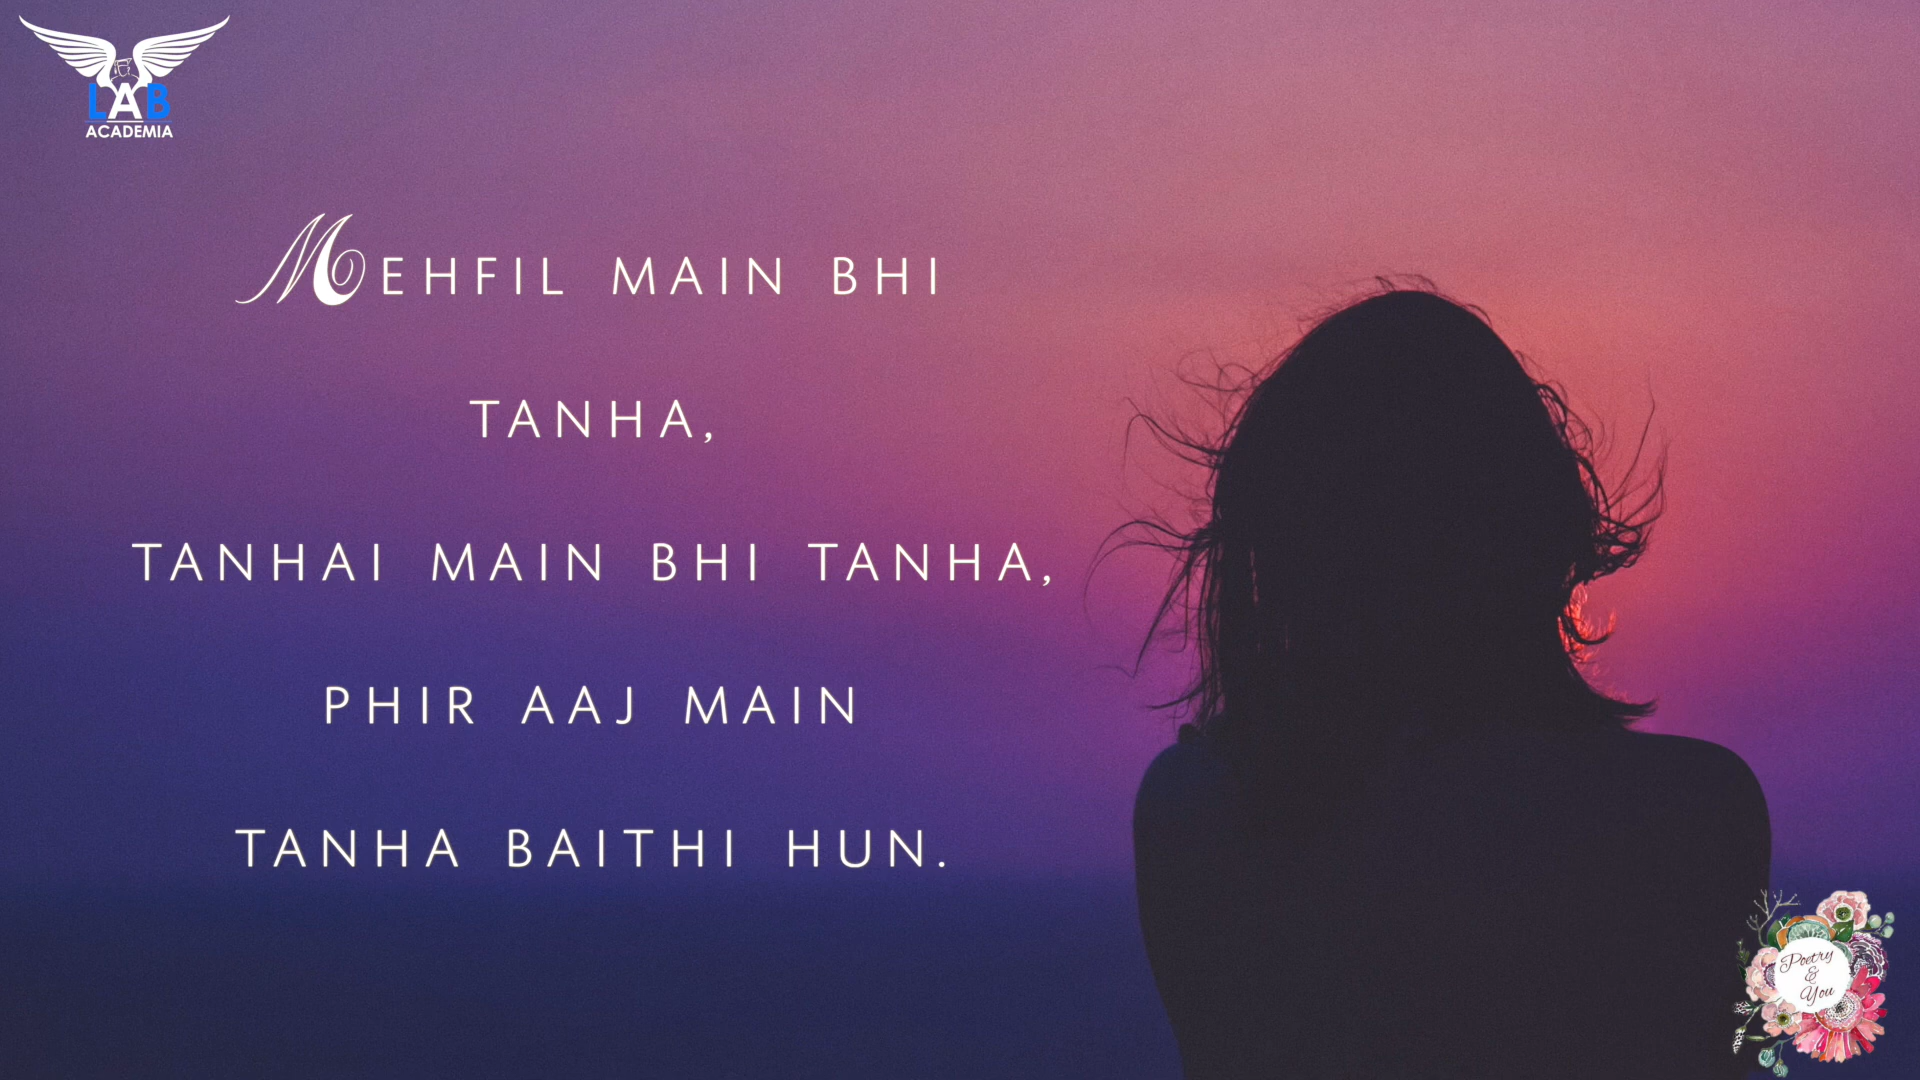 LAB
ACADEMIA
MEHFIL MAIN BHI
TANHA,
TANHAI MAIN BHI TANHA,
PHIR AAJ MAIN
TANHA BAITHI HUN.
Poetry
&
You